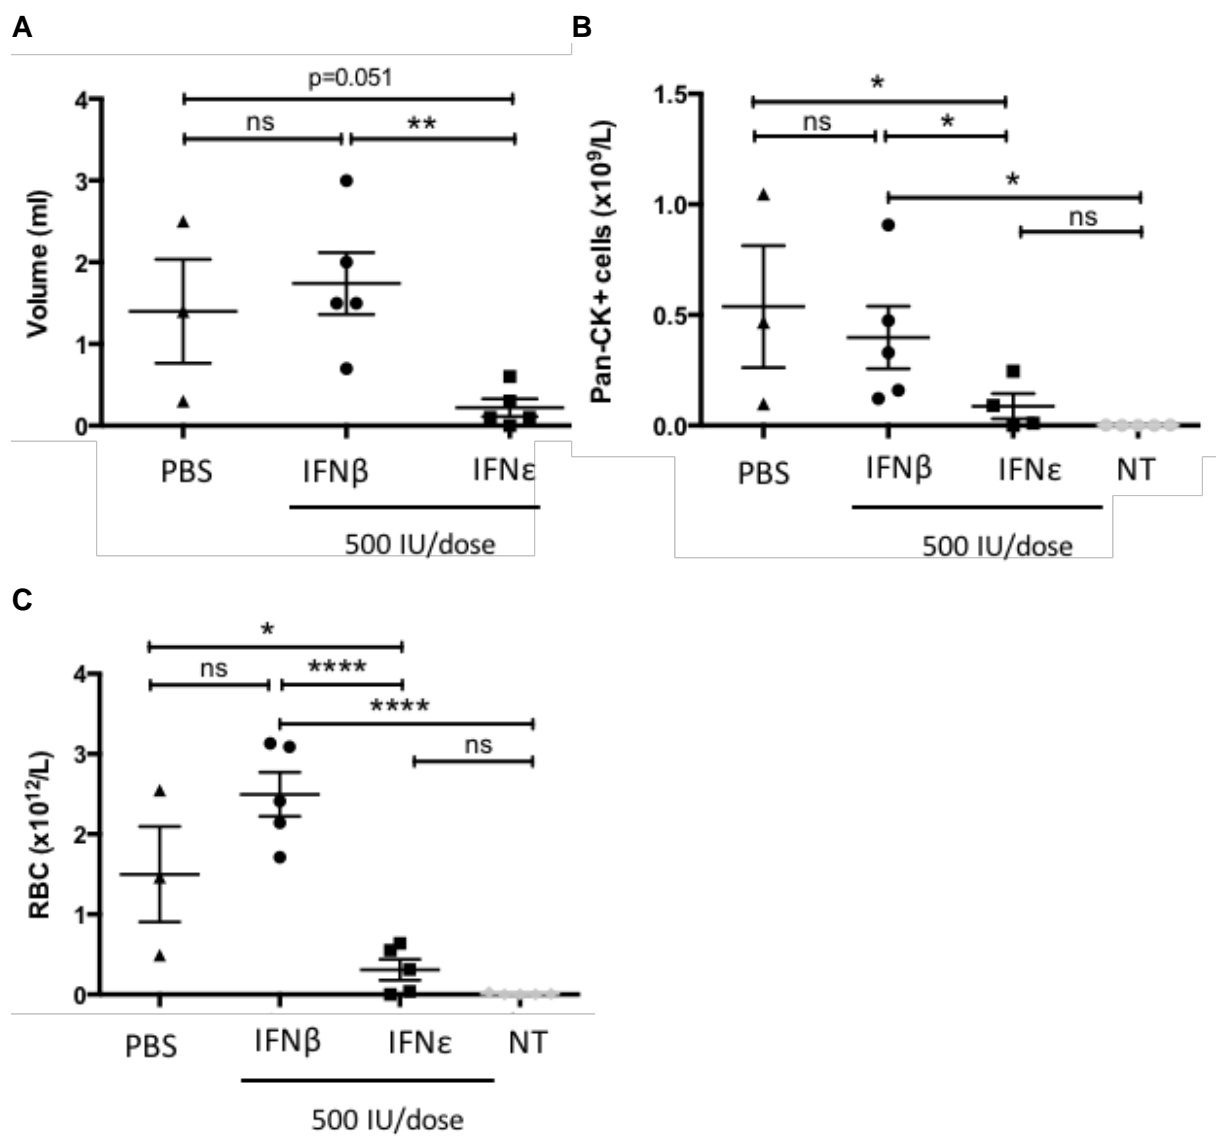 A
p=0.051
ns
**
Volume (ml)
4
3
2
1
0
PBS
IFNβ
IFNε
500 IU/dose
B
*
ns
*
*
ns
Pan-CK+ cells (x10⁹/L)
1.5
1.0
0.5
0.0
PBS
IFNβ
IFNε
NT
500 IU/dose
C
*
ns
****
****
ns
RBC (x10¹²/L)
4
3
2
1
0
PBS
IFNβ
IFNε
NT
500 IU/dose